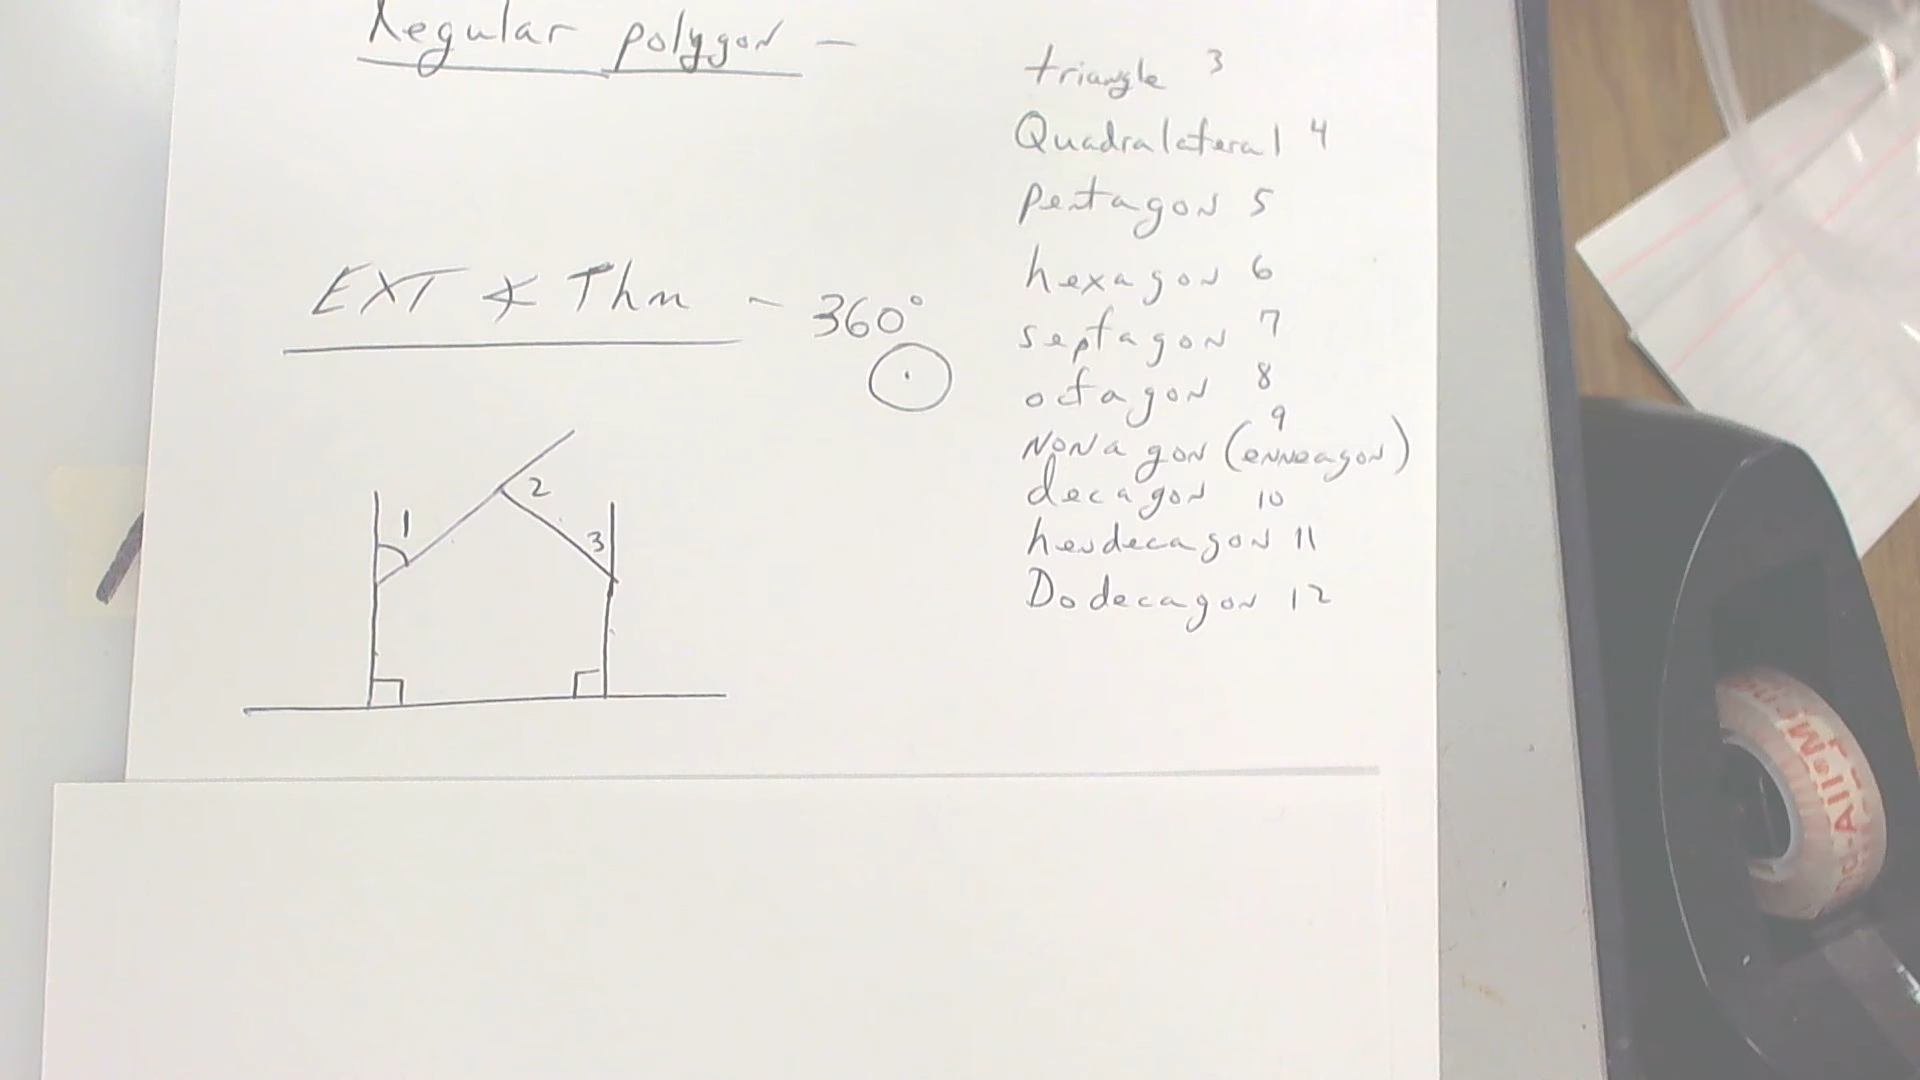 Regular polygon –
EXT ∡ Thm – 360°
1
2
3
triangle 3
Quadralateral 4
pentagon 5
hexagon 6
septagon 7
octagon 8
Nonagon (enneagon) 9
decagon 10
hendecagon 11
Dodecagon 12